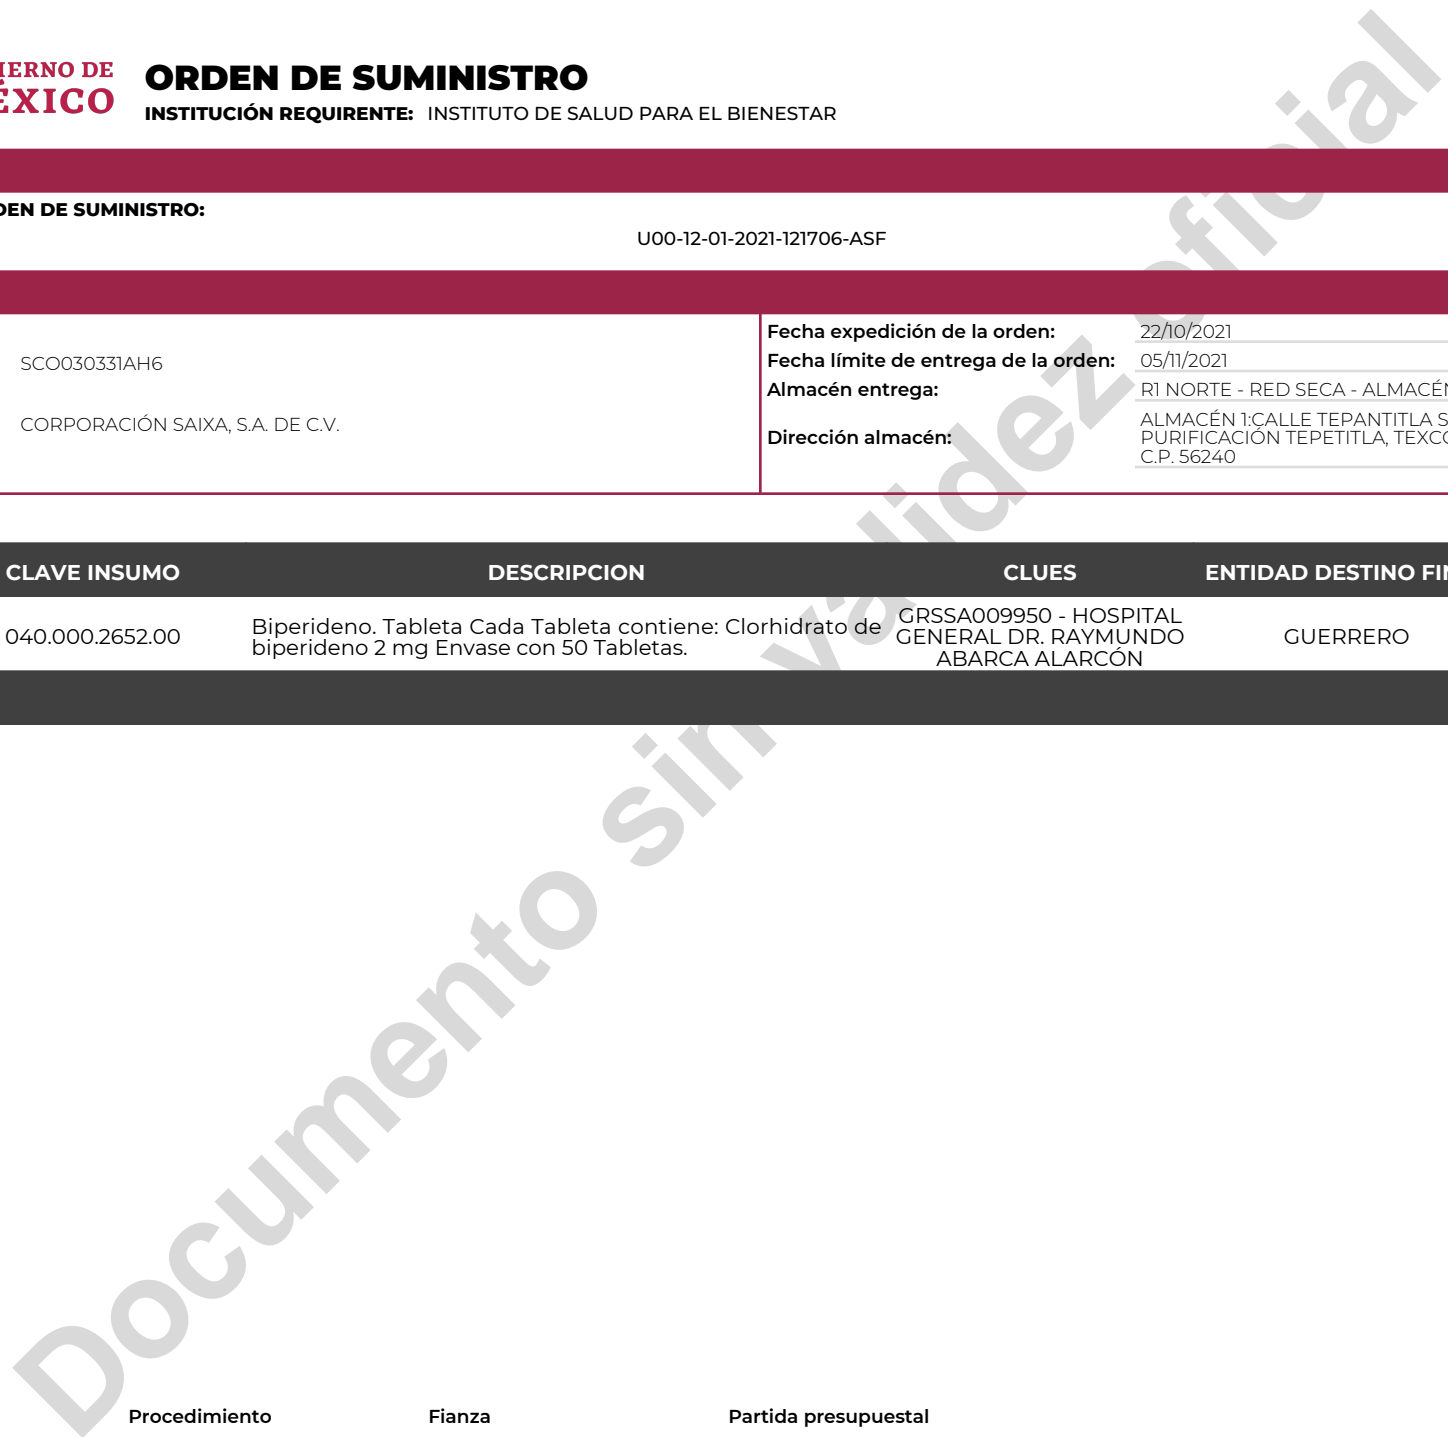 IERNO DE
ÉXICO
ORDEN DE SUMINISTRO
INSTITUCIÓN REQUIRENTE: INSTITUTO DE SALUD PARA EL BIENESTAR
DEN DE SUMINISTRO:
U00-12-01-2021-121706-ASF
SCO030331AH6
CORPORACIÓN SAIXA, S.A. DE C.V.
Fecha expedición de la orden: 22/10/2021
Fecha límite de entrega de la orden: 05/11/2021
Almacén entrega: R1 NORTE - RED SECA - ALMACÉN
Dirección almacén:
ALMACÉN 1:CALLE TEPANTITLA S
PURIFICACIÓN TEPETITLA, TEXCO
C.P. 56240
CLAVE INSUMO DESCRIPCION CLUES ENTIDAD DESTINO FIN
040.000.2652.00
Biperideno. Tableta Cada Tableta contiene: Clorhidrato de
biperideno 2 mg Envase con 50 Tabletas.
GRSSA009950 - HOSPITAL
GENERAL DR. RAYMUNDO
ABARCA ALARCÓN
GUERRERO
Documento sin validez oficial
Procedimiento Fianza Partida presupuestal